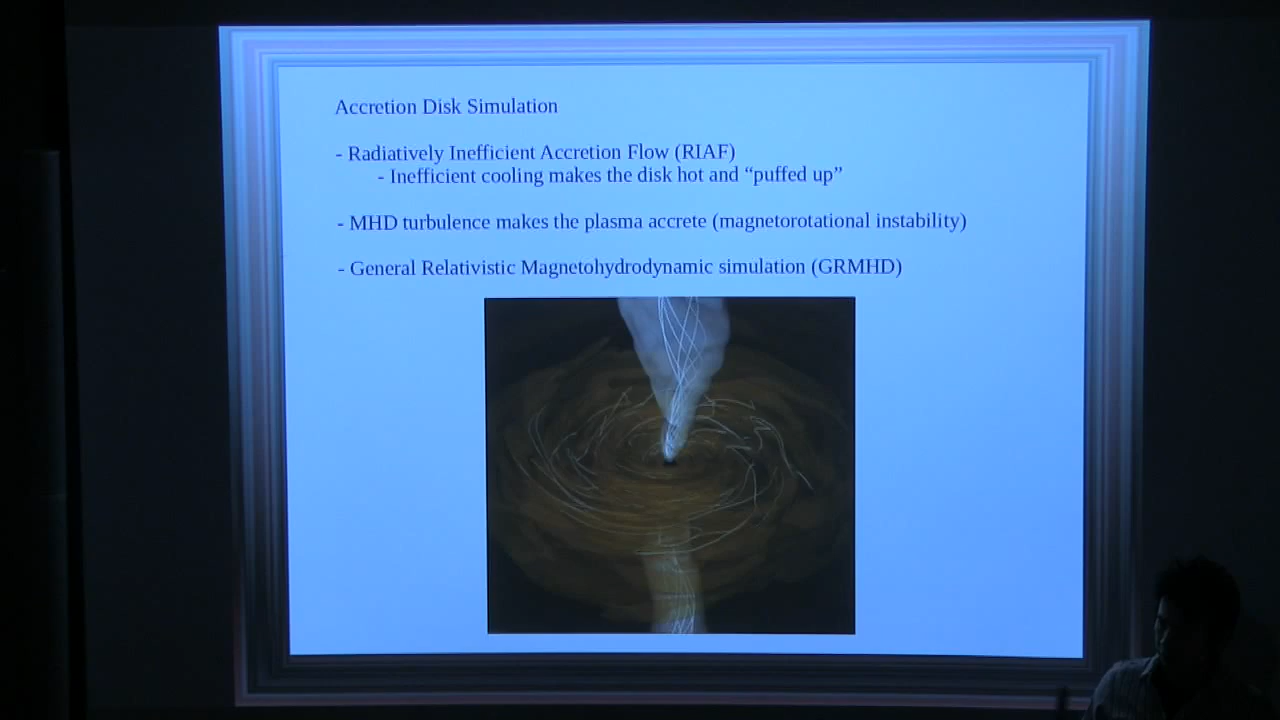 Accretion Disk Simulation
- Radiatively Inefficient Accretion Flow (RIAF)
- Inefficient cooling makes the disk hot and “puffed up”
- MHD turbulence makes the plasma accrete (magnetorotational instability)
- General Relativistic Magnetohydrodynamic simulation (GRMHD)